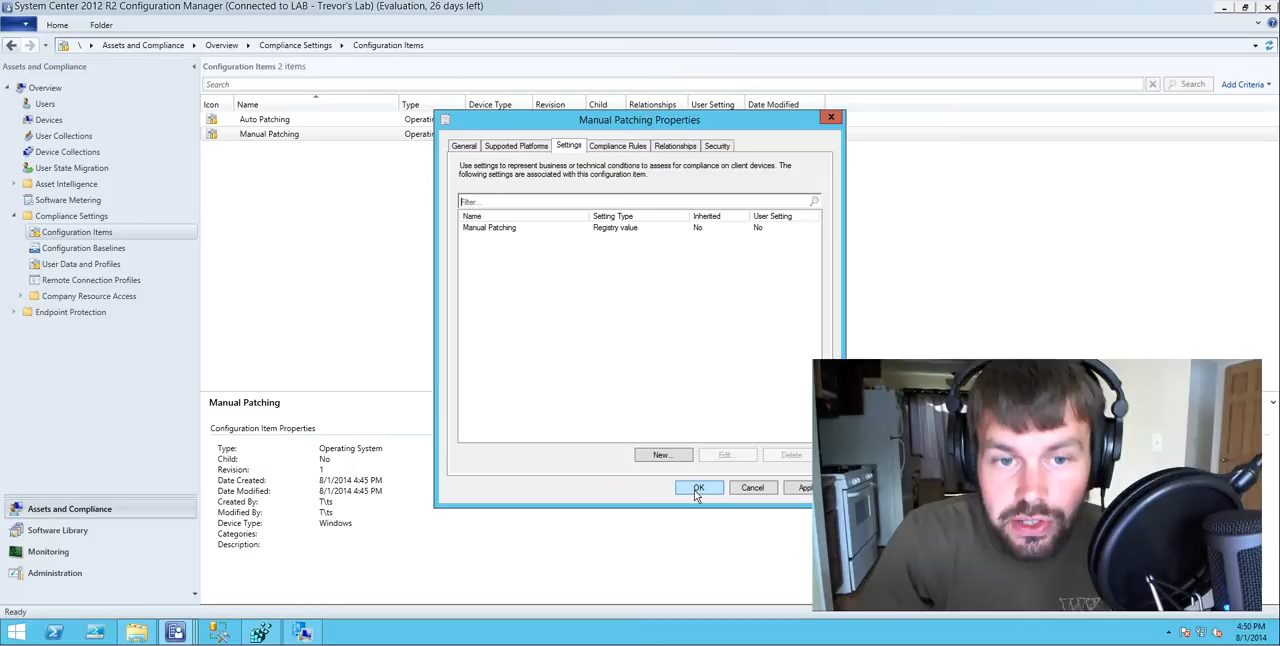 System Center 2012 R2 Configuration Manager (Connected to LAB - Trevor's Lab) (Evaluation, 26 days left)
Home Folder
\ Assets and Compliance Overview Compliance Settings Configuration Items
Assets and Compliance
Overview
Users
Devices
User Collections
Device Collections
User State Migration
Asset Intelligence
Software Metering
Compliance Settings
Configuration Items
Configuration Baselines
User Data and Profiles
Remote Connection Profiles
Company Resource Access
Endpoint Protection
Assets and Compliance
Software Library
Monitoring
Administration
Configuration Items 2 items
Search
Search
Add Criteria
Icon Name Type Device Type Revision Child Relationships User Setting Date Modified
Auto Patching Operati
Manual Patching Operati
Manual Patching Properties
General Supported Platforms Settings Compliance Rules Relationships Security
Use settings to represent business or technical conditions to assess for compliance on client devices. The
following settings are associated with this configuration item.
Filter...
Name Setting Type Inherited User Setting
Manual Patching Registry value No No
New... Edit... Delete
OK Cancel Appl
Manual Patching
Configuration Item Properties
Type: Operating System
Child: No
Revision: 1
Date Created: 8/1/2014 4:45 PM
Date Modified: 8/1/2014 4:45 PM
Created By: T\ts
Modified By: T\ts
Device Type: Windows
Categories:
Description:
Ready
4:50 PM
8/1/2014